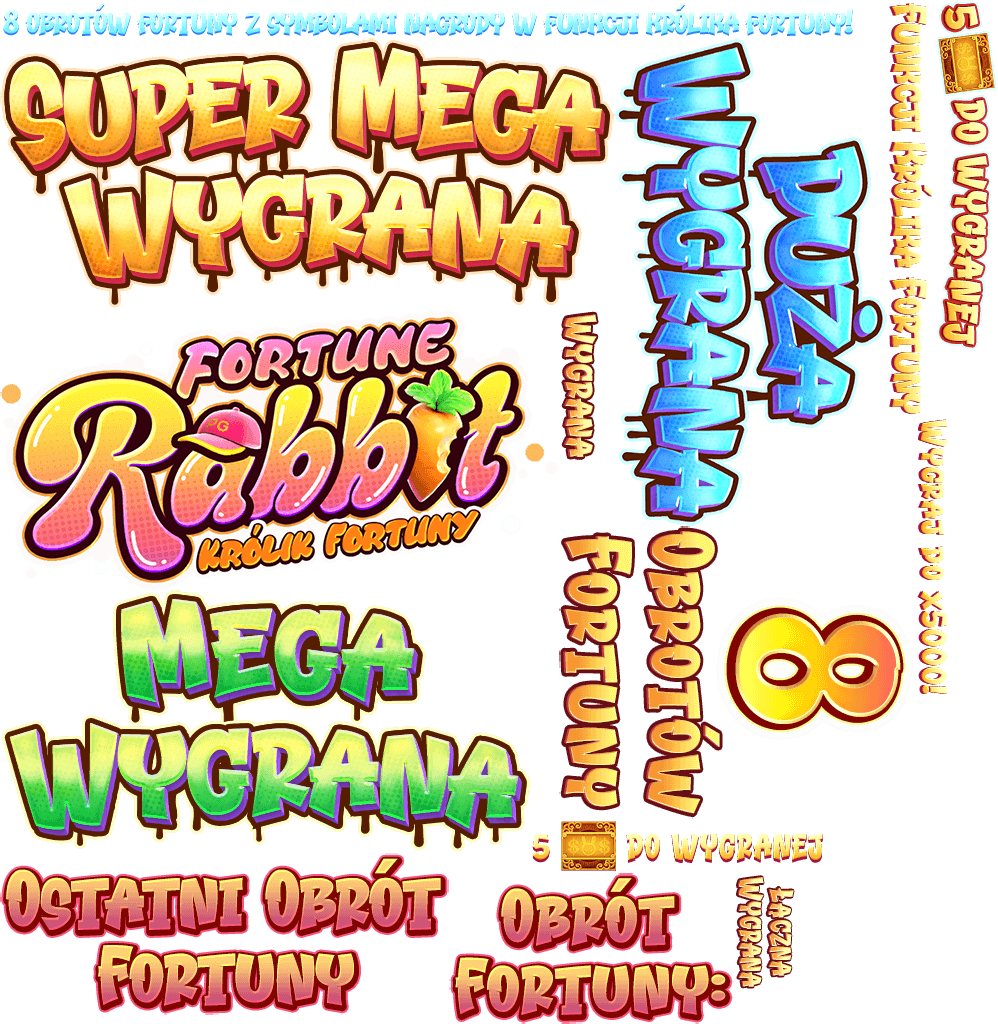 8 OBROTÓW FORTUNY Z SYMBOLAMI NAGRODY W FUNKCJI KRÓLIKA FORTUNY!
SUPER MEGA
WYGRANA
DUŻA
WYGRANA
5 DO WYGRANEJ
FUNKCJI KRÓLIKA FORTUNY
WYGRANA
FORTUNE
Rabbit
PG
KRÓLIK FORTUNY
WYGRAJ DO X5000!
MEGA
WYGRANA
OBROTÓW
FORTUNY
8
5 DO WYGRANEJ
OSTATNI OBRÓT
FORTUNY
OBRÓT
FORTUNY:
ŁĄCZNA
WYGRANA